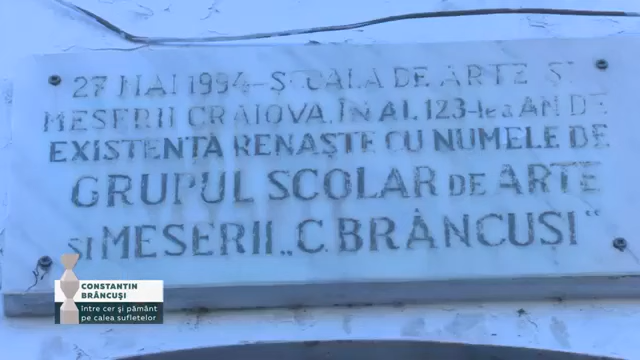 27 MAI 1994 - ȘCOALA DE ARTE ȘI
MESERII CRAIOVA, ÎN AL 123-lea AN DE
EXISTENȚĂ RENAȘTE CU NUMELE DE
GRUPUL ȘCOLAR DE ARTE
ȘI MESERII „C. BRÂNCUȘI“
CONSTANTIN
BRÂNCUȘI
între cer și pământ
pe calea sufletelor